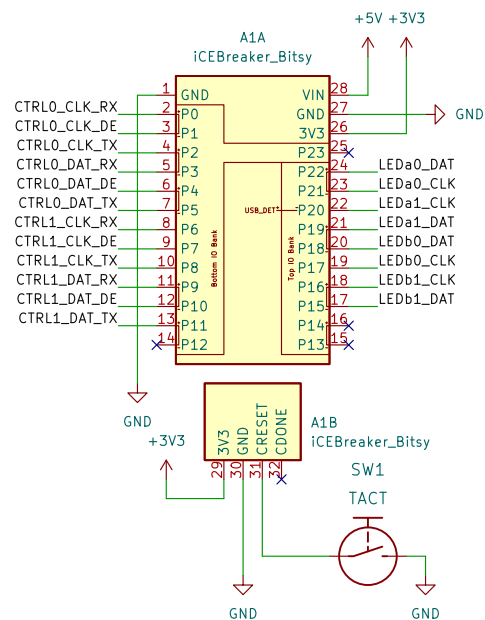 A1A
iCEBreaker_Bitsy
+5V +3V3
1 GND VIN 28
CTRL0_CLK_RX 2 P0 GND 27 GND
CTRL0_CLK_DE 3 P1 3V3 26
CTRL0_CLK_TX 4 P2 P23 25
CTRL0_DAT_RX 5 P3 P22 24 LEDa0_DAT
CTRL0_DAT_DE 6 P4 P21 23 LEDa0_CLK
CTRL0_DAT_TX 7 P5 USB_DET P20 22 LEDa1_CLK
CTRL1_CLK_RX 8 P6 P19 21 LEDa1_DAT
CTRL1_CLK_DE 9 P7 P18 20 LEDb0_DAT
CTRL1_CLK_TX 10 P8 P17 19 LEDb0_CLK
CTRL1_DAT_RX 11 P9 P16 18 LEDb1_CLK
CTRL1_DAT_DE 12 P10 P15 17 LEDb1_DAT
CTRL1_DAT_TX 13 P11 P14 16
14 P12 P13 15
Bottom IO Bank
Top IO Bank
GND
+3V3
3V3 GND CRESET CDONE
29 30 31 32
A1B
iCEBreaker_Bitsy
SW1
TACT
GND
GND